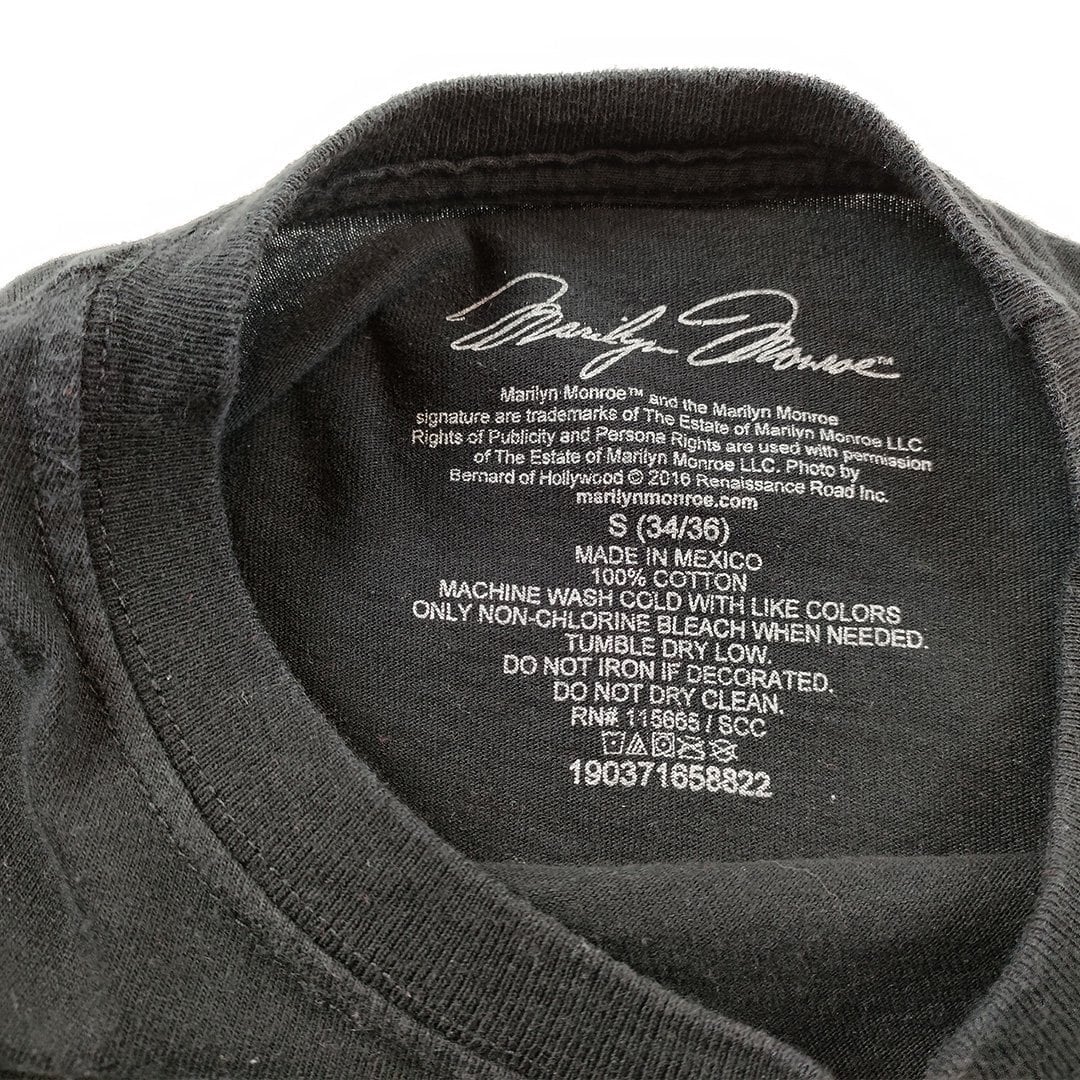 Marilyn Monroe™
Marilyn Monroe™ and the Marilyn Monroe
signature are trademarks of The Estate of Marilyn Monroe LLC.
Rights of Publicity and Persona Rights are used with permission
of The Estate of Marilyn Monroe LLC. Photo by
Bernard of Hollywood © 2016 Renaissance Road Inc.
marilynmonroe.com
S (34/36)
MADE IN MEXICO
100% COTTON
MACHINE WASH COLD WITH LIKE COLORS
ONLY NON-CHLORINE BLEACH WHEN NEEDED.
TUMBLE DRY LOW.
DO NOT IRON IF DECORATED.
DO NOT DRY CLEAN.
RN# 115665 / SCC
190371658822